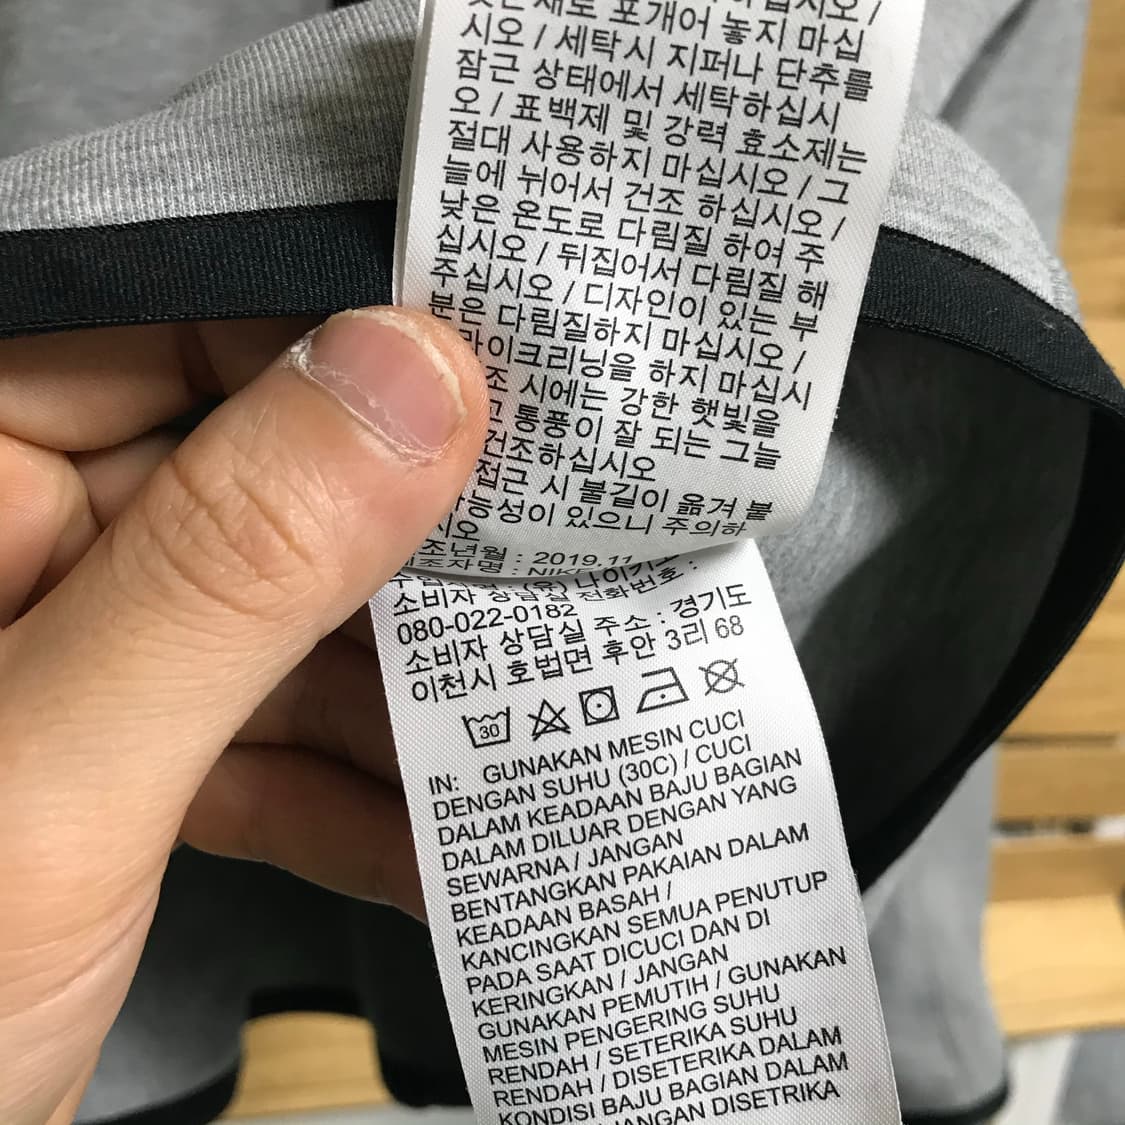 시오 / 세탁시 지퍼나 단추를
잠근 상태에서 세탁하십시
오 / 표백제 및 강력 효소제는
절대 사용하지 마십시오 / 그
늘에 뉘어서 건조 하십시오 /
낮은 온도로 다림질 하여 주
십시오 / 뒤집어서 다림질 해
주십시오 / 디자인이 있는 부
분은 다림질하지 마십시오 /
하지 마십시
시에는 강한 햇빛을
통풍이 잘 되는 그늘
건조하십시오
접근 시 불길이 옮겨 붙
있으니 주의하
2019.11
소비자 상담실 전화번호 :
080-022-0182
소비자 상담실 주소 : 경기도
이천시 호법면 후안 3리 68
30
IN: GUNAKAN MESIN CUCI
DENGAN SUHU (30C) / CUCI
DALAM KEADAAN BAJU BAGIAN
DALAM DILUAR DENGAN YANG
SEWARNA / JANGAN
BENTANGKAN PAKAIAN DALAM
KEADAAN BASAH /
KANCINGKAN SEMUA PENUTUP
PADA SAAT DICUCI DAN DI
KERINGKAN / JANGAN
GUNAKAN PEMUTIH / GUNAKAN
MESIN PENGERING SUHU
RENDAH / SETERIKA SUHU
RENDAH / DISETERIKA DALAM
KONDISI BAJU BAGIAN DALAM
JANGAN DISETRIKA